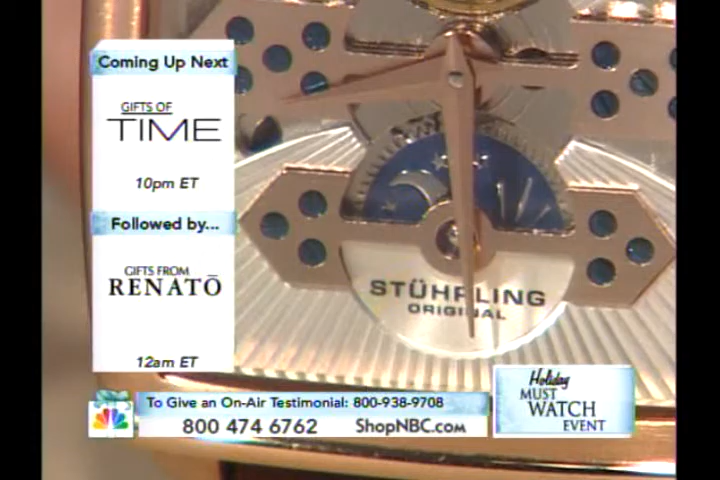 Coming Up Next
GIFTS OF
TIME
10pm ET
Followed by...
GIFTS FROM
RENATŌ
12am ET
STÜHRLING
ORIGINAL
To Give an On-Air Testimonial: 800-938-9708
800 474 6762 ShopNBC.com
Holiday
MUST
WATCH
EVENT